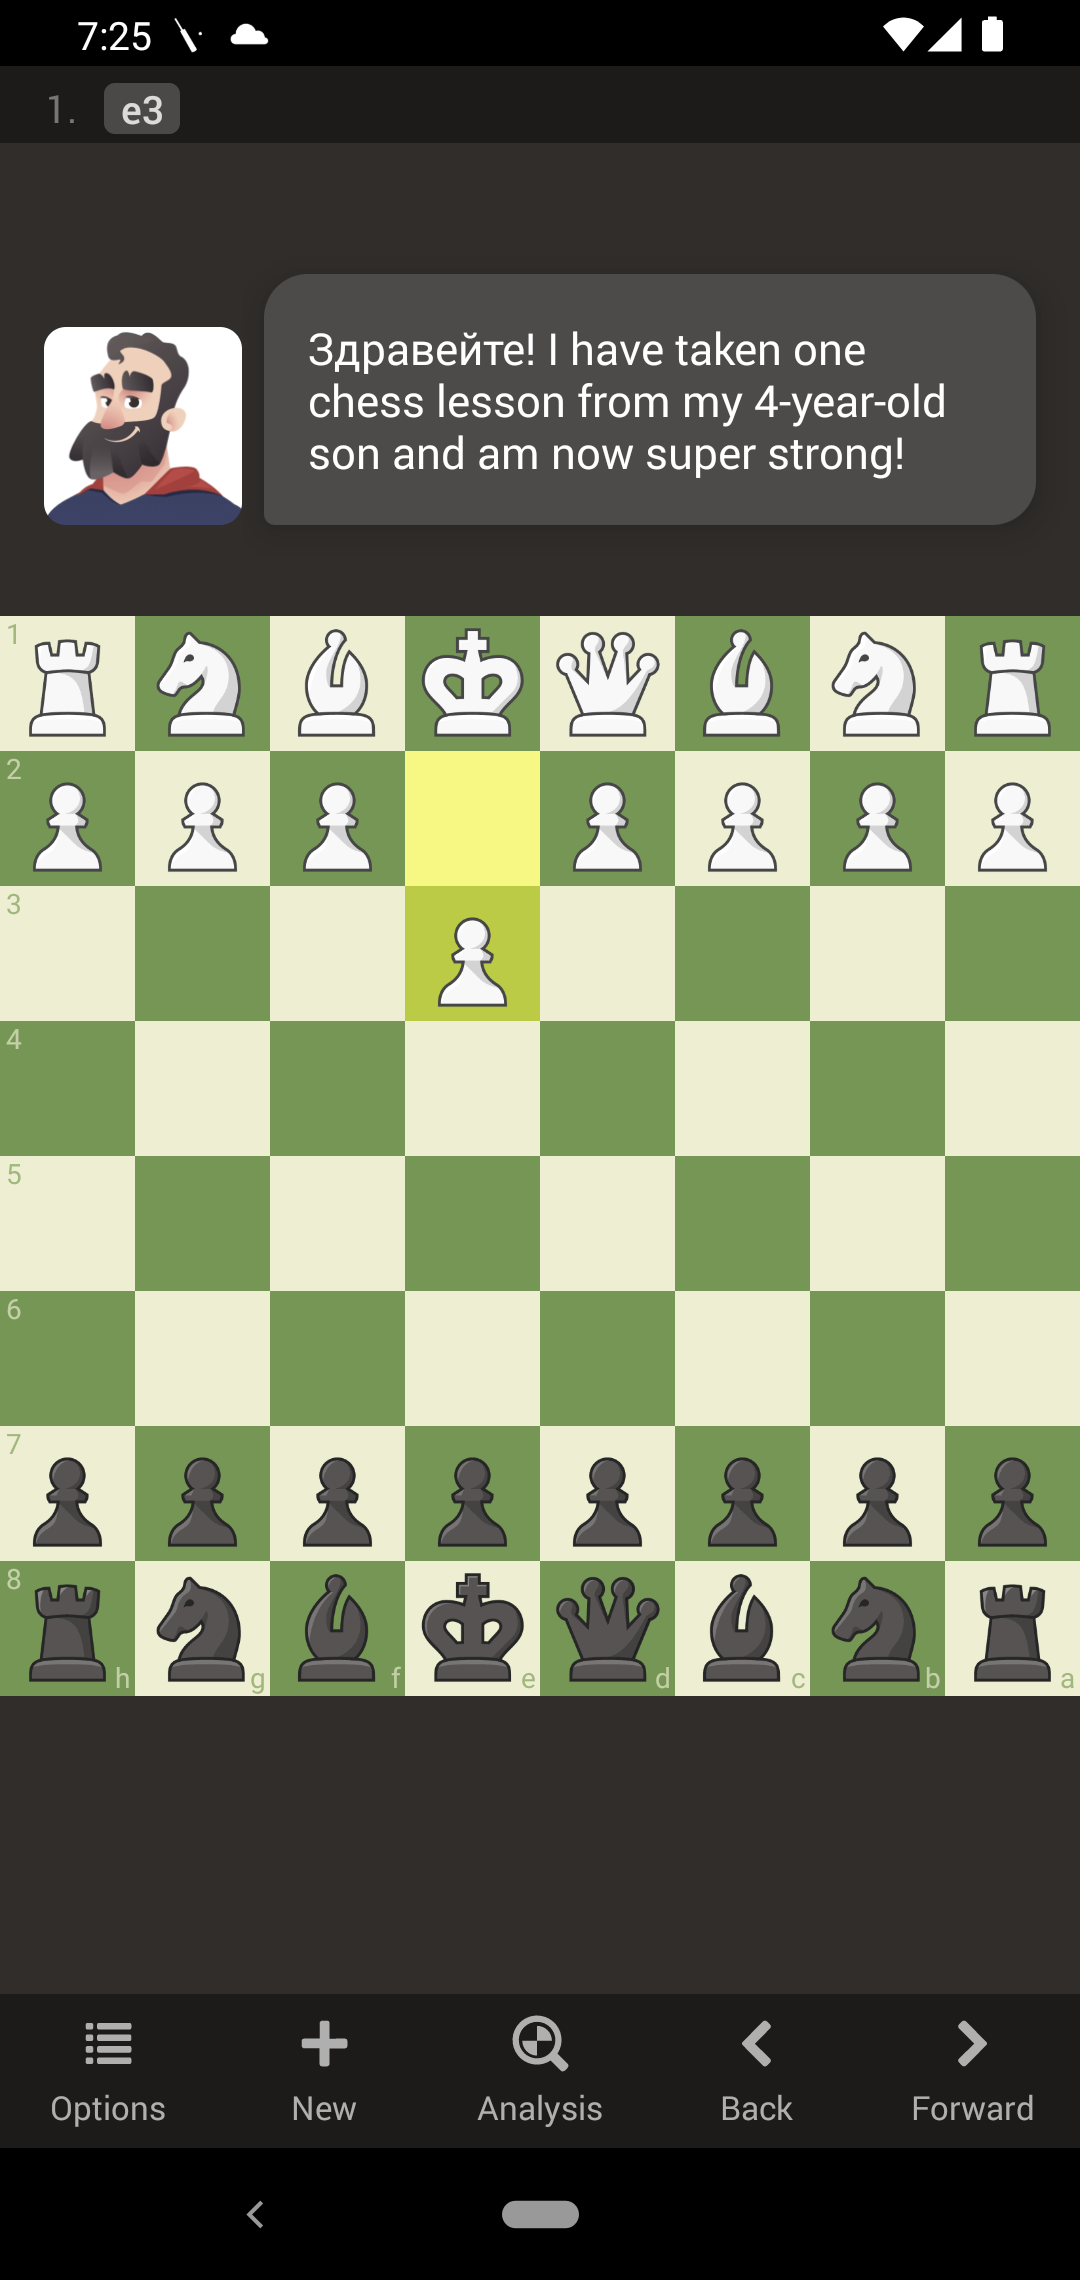 7:25
1. e3
Здравейте! I have taken one
chess lesson from my 4-year-old
son and am now super strong!
1
2
3
4
5
6
7
8
h g f e d c b a
Options New Analysis Back Forward